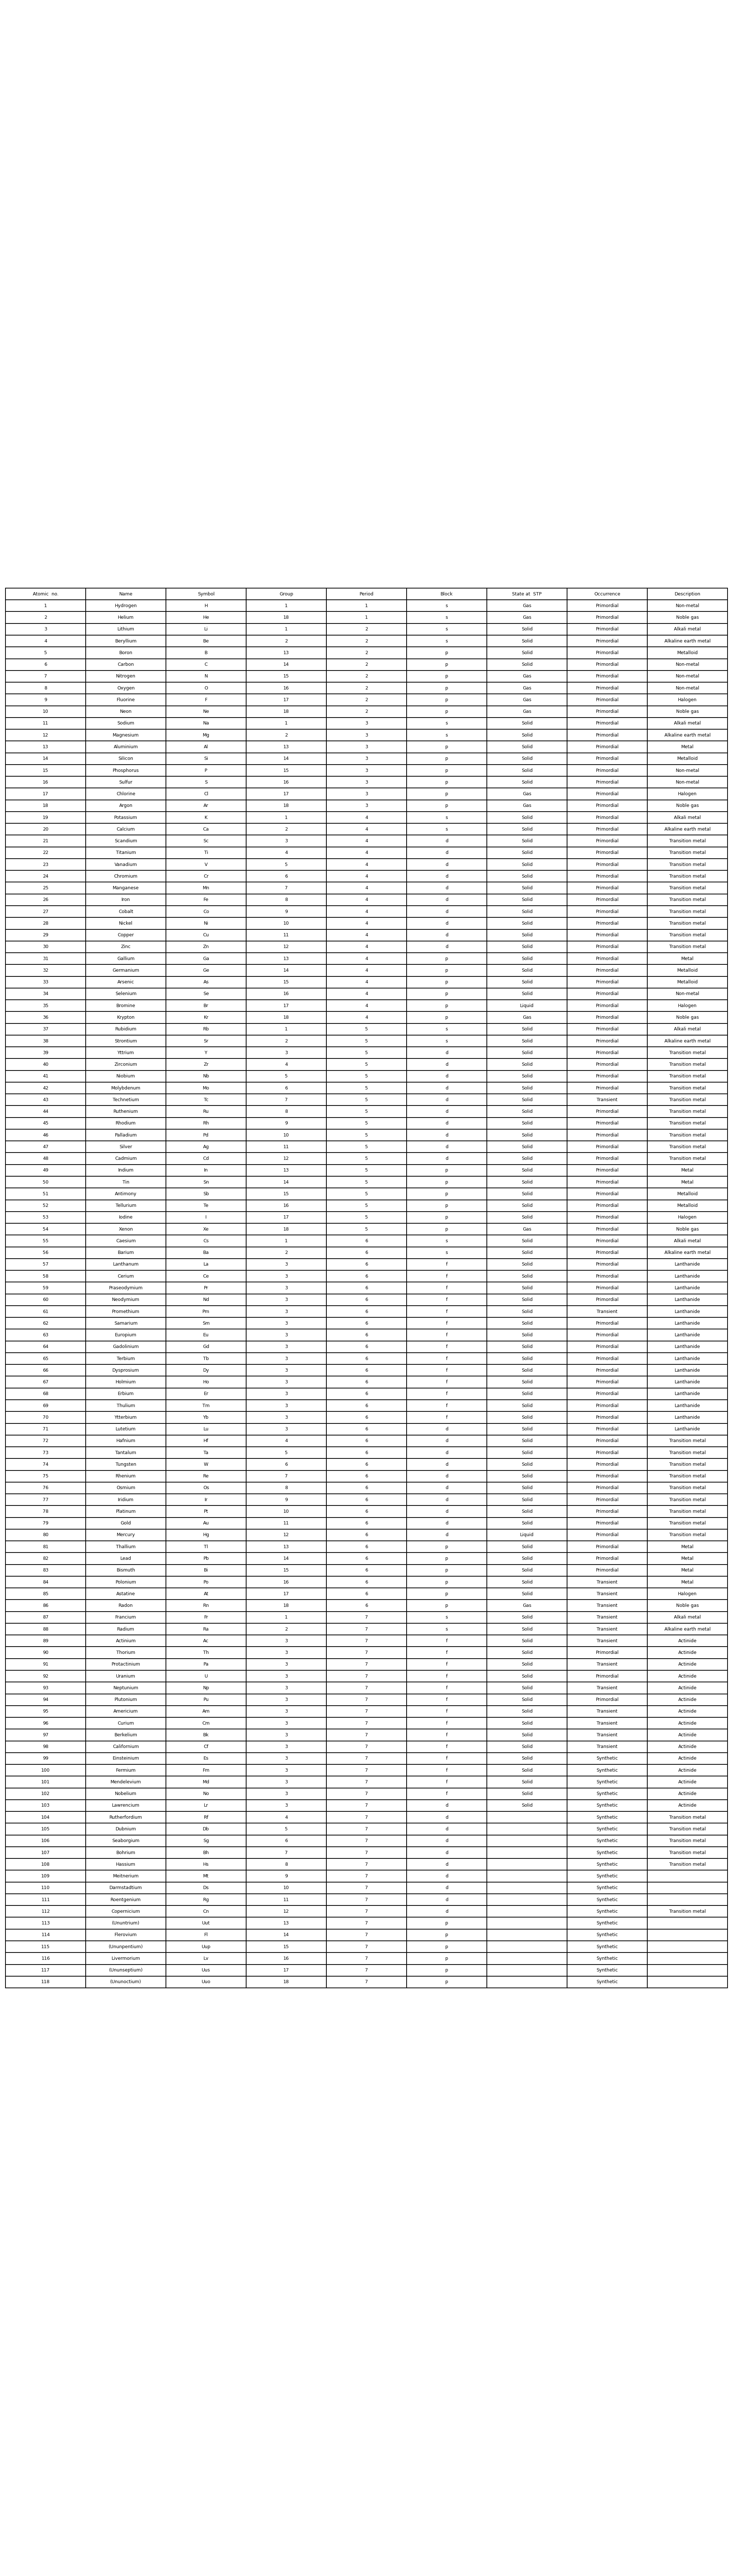 Atomic no. Name Symbol Group Period Block State at STP Occurrence Description
1 Hydrogen H 1 1 s Gas Primordial Non-metal
2 Helium He 18 1 s Gas Primordial Noble gas
3 Lithium Li 1 2 s Solid Primordial Alkali metal
4 Beryllium Be 2 2 s Solid Primordial Alkaline earth metal
5 Boron B 13 2 p Solid Primordial Metalloid
6 Carbon C 14 2 p Solid Primordial Non-metal
7 Nitrogen N 15 2 p Gas Primordial Non-metal
8 Oxygen O 16 2 p Gas Primordial Non-metal
9 Fluorine F 17 2 p Gas Primordial Halogen
10 Neon Ne 18 2 p Gas Primordial Noble gas
11 Sodium Na 1 3 s Solid Primordial Alkali metal
12 Magnesium Mg 2 3 s Solid Primordial Alkaline earth metal
13 Aluminium Al 13 3 p Solid Primordial Metal
14 Silicon Si 14 3 p Solid Primordial Metalloid
15 Phosphorus P 15 3 p Solid Primordial Non-metal
16 Sulfur S 16 3 p Solid Primordial Non-metal
17 Chlorine Cl 17 3 p Gas Primordial Halogen
18 Argon Ar 18 3 p Gas Primordial Noble gas
19 Potassium K 1 4 s Solid Primordial Alkali metal
20 Calcium Ca 2 4 s Solid Primordial Alkaline earth metal
21 Scandium Sc 3 4 d Solid Primordial Transition metal
22 Titanium Ti 4 4 d Solid Primordial Transition metal
23 Vanadium V 5 4 d Solid Primordial Transition metal
24 Chromium Cr 6 4 d Solid Primordial Transition metal
25 Manganese Mn 7 4 d Solid Primordial Transition metal
26 Iron Fe 8 4 d Solid Primordial Transition metal
27 Cobalt Co 9 4 d Solid Primordial Transition metal
28 Nickel Ni 10 4 d Solid Primordial Transition metal
29 Copper Cu 11 4 d Solid Primordial Transition metal
30 Zinc Zn 12 4 d Solid Primordial Transition metal
31 Gallium Ga 13 4 p Solid Primordial Metal
32 Germanium Ge 14 4 p Solid Primordial Metalloid
33 Arsenic As 15 4 p Solid Primordial Metalloid
34 Selenium Se 16 4 p Solid Primordial Non-metal
35 Bromine Br 17 4 p Liquid Primordial Halogen
36 Krypton Kr 18 4 p Gas Primordial Noble gas
37 Rubidium Rb 1 5 s Solid Primordial Alkali metal
38 Strontium Sr 2 5 s Solid Primordial Alkaline earth metal
39 Yttrium Y 3 5 d Solid Primordial Transition metal
40 Zirconium Zr 4 5 d Solid Primordial Transition metal
41 Niobium Nb 5 5 d Solid Primordial Transition metal
42 Molybdenum Mo 6 5 d Solid Primordial Transition metal
43 Technetium Tc 7 5 d Solid Transient Transition metal
44 Ruthenium Ru 8 5 d Solid Primordial Transition metal
45 Rhodium Rh 9 5 d Solid Primordial Transition metal
46 Palladium Pd 10 5 d Solid Primordial Transition metal
47 Silver Ag 11 5 d Solid Primordial Transition metal
48 Cadmium Cd 12 5 d Solid Primordial Transition metal
49 Indium In 13 5 p Solid Primordial Metal
50 Tin Sn 14 5 p Solid Primordial Metal
51 Antimony Sb 15 5 p Solid Primordial Metalloid
52 Tellurium Te 16 5 p Solid Primordial Metalloid
53 Iodine I 17 5 p Solid Primordial Halogen
54 Xenon Xe 18 5 p Gas Primordial Noble gas
55 Caesium Cs 1 6 s Solid Primordial Alkali metal
56 Barium Ba 2 6 s Solid Primordial Alkaline earth metal
57 Lanthanum La 3 6 f Solid Primordial Lanthanide
58 Cerium Ce 3 6 f Solid Primordial Lanthanide
59 Praseodymium Pr 3 6 f Solid Primordial Lanthanide
60 Neodymium Nd 3 6 f Solid Primordial Lanthanide
61 Promethium Pm 3 6 f Solid Transient Lanthanide
62 Samarium Sm 3 6 f Solid Primordial Lanthanide
63 Europium Eu 3 6 f Solid Primordial Lanthanide
64 Gadolinium Gd 3 6 f Solid Primordial Lanthanide
65 Terbium Tb 3 6 f Solid Primordial Lanthanide
66 Dysprosium Dy 3 6 f Solid Primordial Lanthanide
67 Holmium Ho 3 6 f Solid Primordial Lanthanide
68 Erbium Er 3 6 f Solid Primordial Lanthanide
69 Thulium Tm 3 6 f Solid Primordial Lanthanide
70 Ytterbium Yb 3 6 f Solid Primordial Lanthanide
71 Lutetium Lu 3 6 d Solid Primordial Lanthanide
72 Hafnium Hf 4 6 d Solid Primordial Transition metal
73 Tantalum Ta 5 6 d Solid Primordial Transition metal
74 Tungsten W 6 6 d Solid Primordial Transition metal
75 Rhenium Re 7 6 d Solid Primordial Transition metal
76 Osmium Os 8 6 d Solid Primordial Transition metal
77 Iridium Ir 9 6 d Solid Primordial Transition metal
78 Platinum Pt 10 6 d Solid Primordial Transition metal
79 Gold Au 11 6 d Solid Primordial Transition metal
80 Mercury Hg 12 6 d Liquid Primordial Transition metal
81 Thallium Tl 13 6 p Solid Primordial Metal
82 Lead Pb 14 6 p Solid Primordial Metal
83 Bismuth Bi 15 6 p Solid Primordial Metal
84 Polonium Po 16 6 p Solid Transient Metal
85 Astatine At 17 6 p Solid Transient Halogen
86 Radon Rn 18 6 p Gas Transient Noble gas
87 Francium Fr 1 7 s Solid Transient Alkali metal
88 Radium Ra 2 7 s Solid Transient Alkaline earth metal
89 Actinium Ac 3 7 f Solid Transient Actinide
90 Thorium Th 3 7 f Solid Primordial Actinide
91 Protactinium Pa 3 7 f Solid Transient Actinide
92 Uranium U 3 7 f Solid Primordial Actinide
93 Neptunium Np 3 7 f Solid Transient Actinide
94 Plutonium Pu 3 7 f Solid Primordial Actinide
95 Americium Am 3 7 f Solid Transient Actinide
96 Curium Cm 3 7 f Solid Transient Actinide
97 Berkelium Bk 3 7 f Solid Transient Actinide
98 Californium Cf 3 7 f Solid Transient Actinide
99 Einsteinium Es 3 7 f Solid Synthetic Actinide
100 Fermium Fm 3 7 f Solid Synthetic Actinide
101 Mendelevium Md 3 7 f Solid Synthetic Actinide
102 Nobelium No 3 7 f Solid Synthetic Actinide
103 Lawrencium Lr 3 7 d Solid Synthetic Actinide
104 Rutherfordium Rf 4 7 d Synthetic Transition metal
105 Dubnium Db 5 7 d Synthetic Transition metal
106 Seaborgium Sg 6 7 d Synthetic Transition metal
107 Bohrium Bh 7 7 d Synthetic Transition metal
108 Hassium Hs 8 7 d Synthetic Transition metal
109 Meitnerium Mt 9 7 d Synthetic
110 Darmstadtium Ds 10 7 d Synthetic
111 Roentgenium Rg 11 7 d Synthetic
112 Copernicium Cn 12 7 d Synthetic Transition metal
113 (Ununtrium) Uut 13 7 p Synthetic
114 Flerovium Fl 14 7 p Synthetic
115 (Ununpentium) Uup 15 7 p Synthetic
116 Livermorium Lv 16 7 p Synthetic
117 (Ununseptium) Uus 17 7 p Synthetic
118 (Ununoctium) Uuo 18 7 p Synthetic